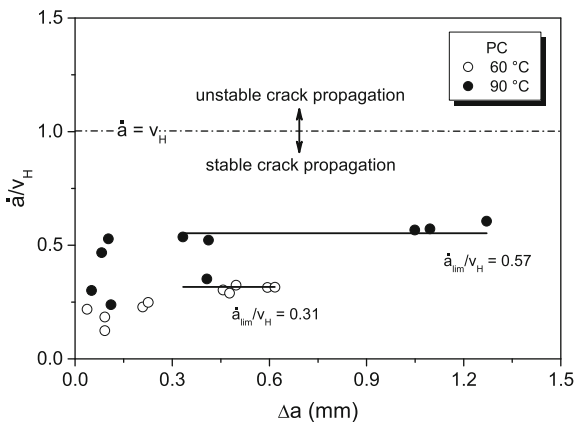 1.5
1.0
0.5
0.0
ȧ/v_H
PC
60 °C
90 °C
unstable crack propagation
ȧ = v_H
stable crack propagation
ȧ_lim/v_H = 0.57
ȧ_lim/v_H = 0.31
0.0 0.3 0.6 0.9 1.2 1.5
Δa (mm)